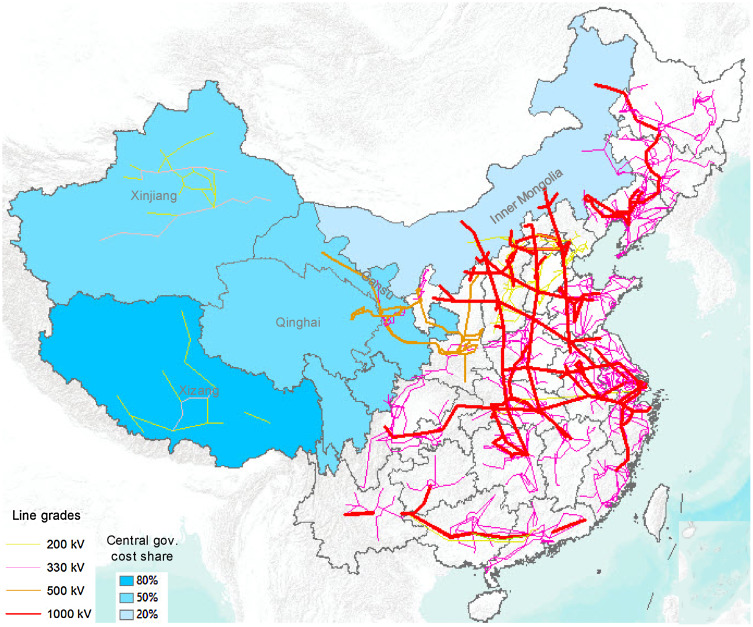 Xinjiang
Inner Mongolia
Gansu
Qinghai
Xizang
Line grades
200 kV
330 kV
500 kV
1000 kV
Central gov.
cost share
80%
50%
20%